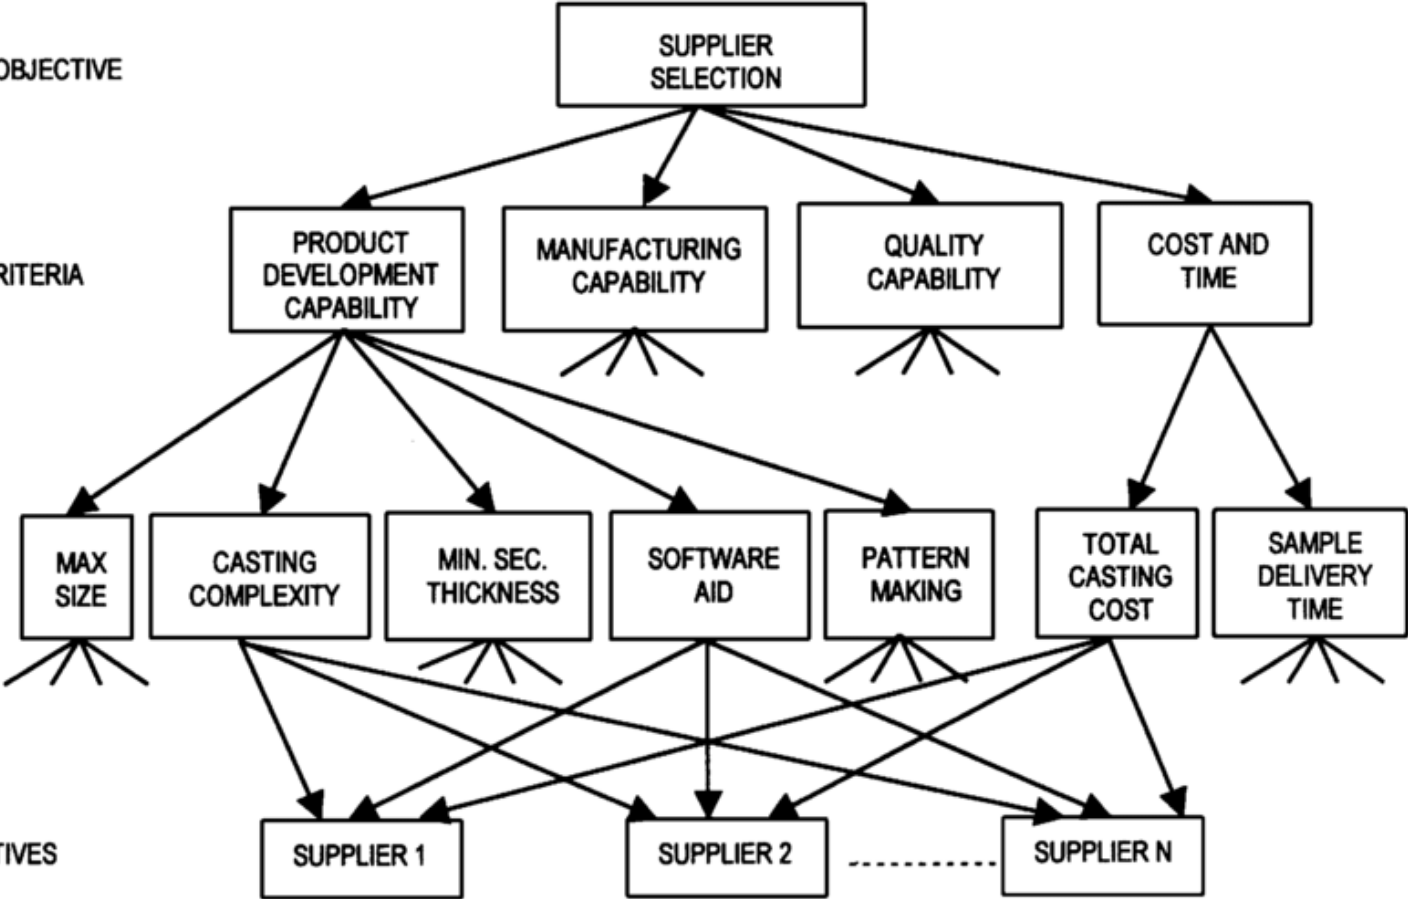 OBJECTIVE
SUPPLIER
SELECTION
RITERIA
PRODUCT
DEVELOPMENT
CAPABILITY
MANUFACTURING
CAPABILITY
QUALITY
CAPABILITY
COST AND
TIME
MAX
SIZE
CASTING
COMPLEXITY
MIN. SEC.
THICKNESS
SOFTWARE
AID
PATTERN
MAKING
TOTAL
CASTING
COST
SAMPLE
DELIVERY
TIME
TIVES
SUPPLIER 1
SUPPLIER 2
SUPPLIER N